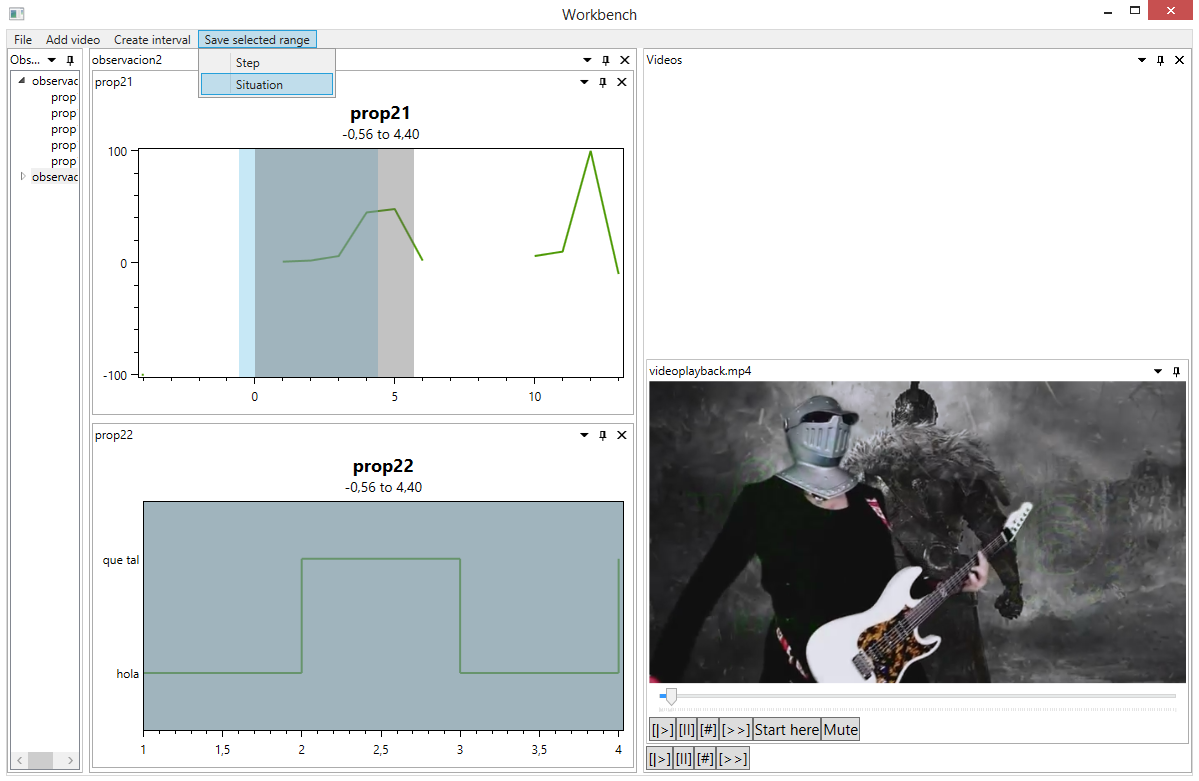 Workbench
File Add video Create interval Save selected range
Step
Situation
Obs...
observac
prop
prop
prop
prop
prop
observac
observacion2
prop21
prop21
-0,56 to 4,40
100
0
-100
0 5 10
prop22
prop22
-0,56 to 4,40
que tal
hola
1 1,5 2 2,5 3 3,5 4
Videos
videoplayback.mp4
[|>] [II] [#] [>>] Start here Mute
[|>] [II] [#] [>>]